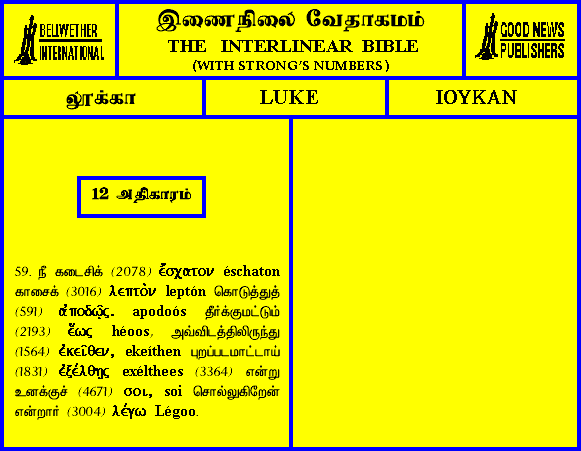 BELLWETHER
INTERNATIONAL
இணைநிலை வேதாகமம்
THE INTERLINEAR BIBLE
(WITH STRONG'S NUMBERS)
GOOD NEWS
PUBLISHERS
லூக்கா
LUKE
ΙΟΥΚΑΝ
12 அதிகாரம்
59. நீ கடைசிக் (2078) ἔσχατον éschaton
காசைக் (3016) λεπτὸν leptón கொடுத்துத்
(591) ἀποδῷς. apodoós தீர்க்குமட்டும்
(2193) ἕως héoos, அவ்விடத்திலிருந்து
(1564) ἐκεῖθεν, ekeíthen புறப்படமாட்டாய்
(1831) ἐξέλθῃς exélthees (3364) என்று
உனக்குச் (4671) σοι, soi சொல்லுகிறேன்
என்றார் (3004) λέγω Légoo.